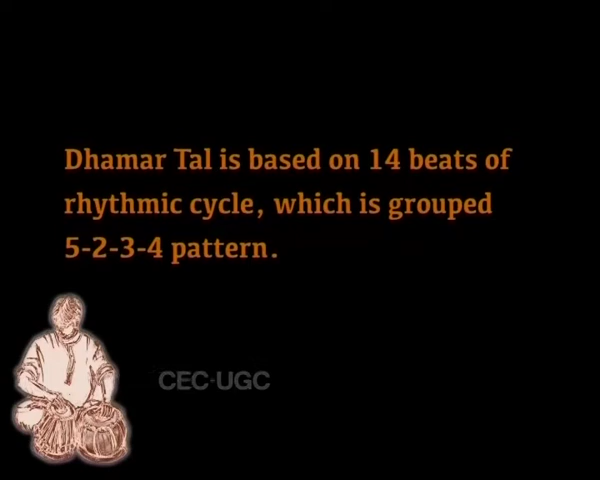 Dhamar Tal is based on 14 beats of
rhythmic cycle, which is grouped
5-2-3-4 pattern.
CEC-UGC